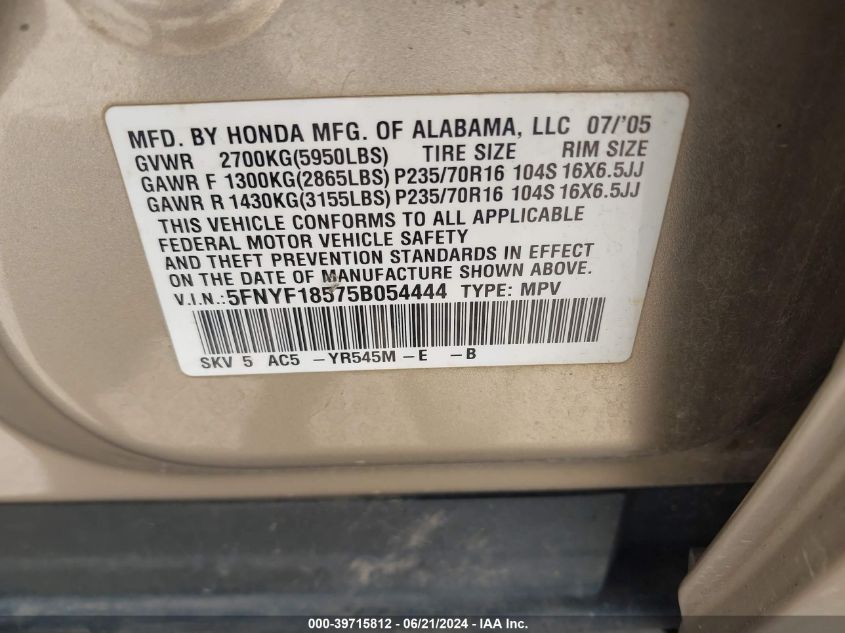 MFD. BY HONDA MFG. OF ALABAMA, LLC 07/'05
GVWR 2700KG(5950LBS) TIRE SIZE RIM SIZE
GAWR F 1300KG(2865LBS) P235/70R16 104S 16X6.5JJ
GAWR R 1430KG(3155LBS) P235/70R16 104S 16X6.5JJ
THIS VEHICLE CONFORMS TO ALL APPLICABLE
FEDERAL MOTOR VEHICLE SAFETY
AND THEFT PREVENTION STANDARDS IN EFFECT
ON THE DATE OF MANUFACTURE SHOWN ABOVE.
V.I.N.:5FNYF18575B054444 TYPE: MPV
SKV 5 AC5 -YR545M -E -B
000-39715812 - 06/21/2024 - IAAI.com